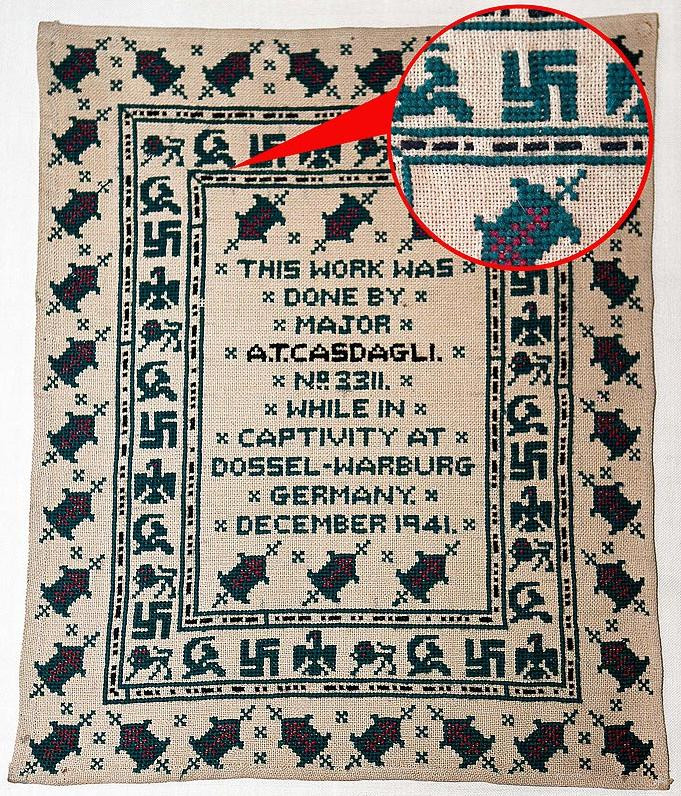 THIS WORK WAS
DONE BY
MAJOR
A.T.CASDAGLI.
No. 3311.
WHILE IN
CAPTIVITY AT
DOSSEL-WARBURG
GERMANY.
DECEMBER 1941.